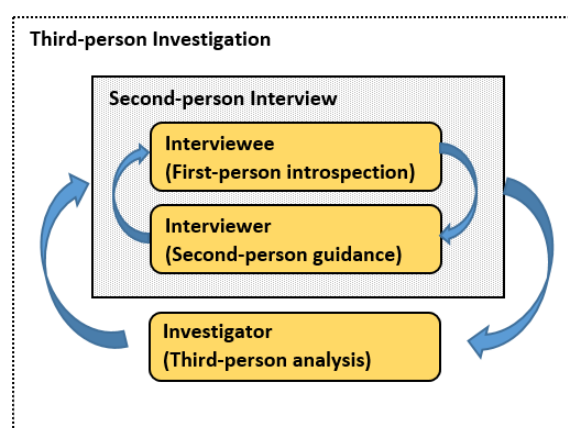 Third-person Investigation
Second-person Interview
Interviewee
(First-person introspection)
Interviewer
(Second-person guidance)
Investigator
(Third-person analysis)